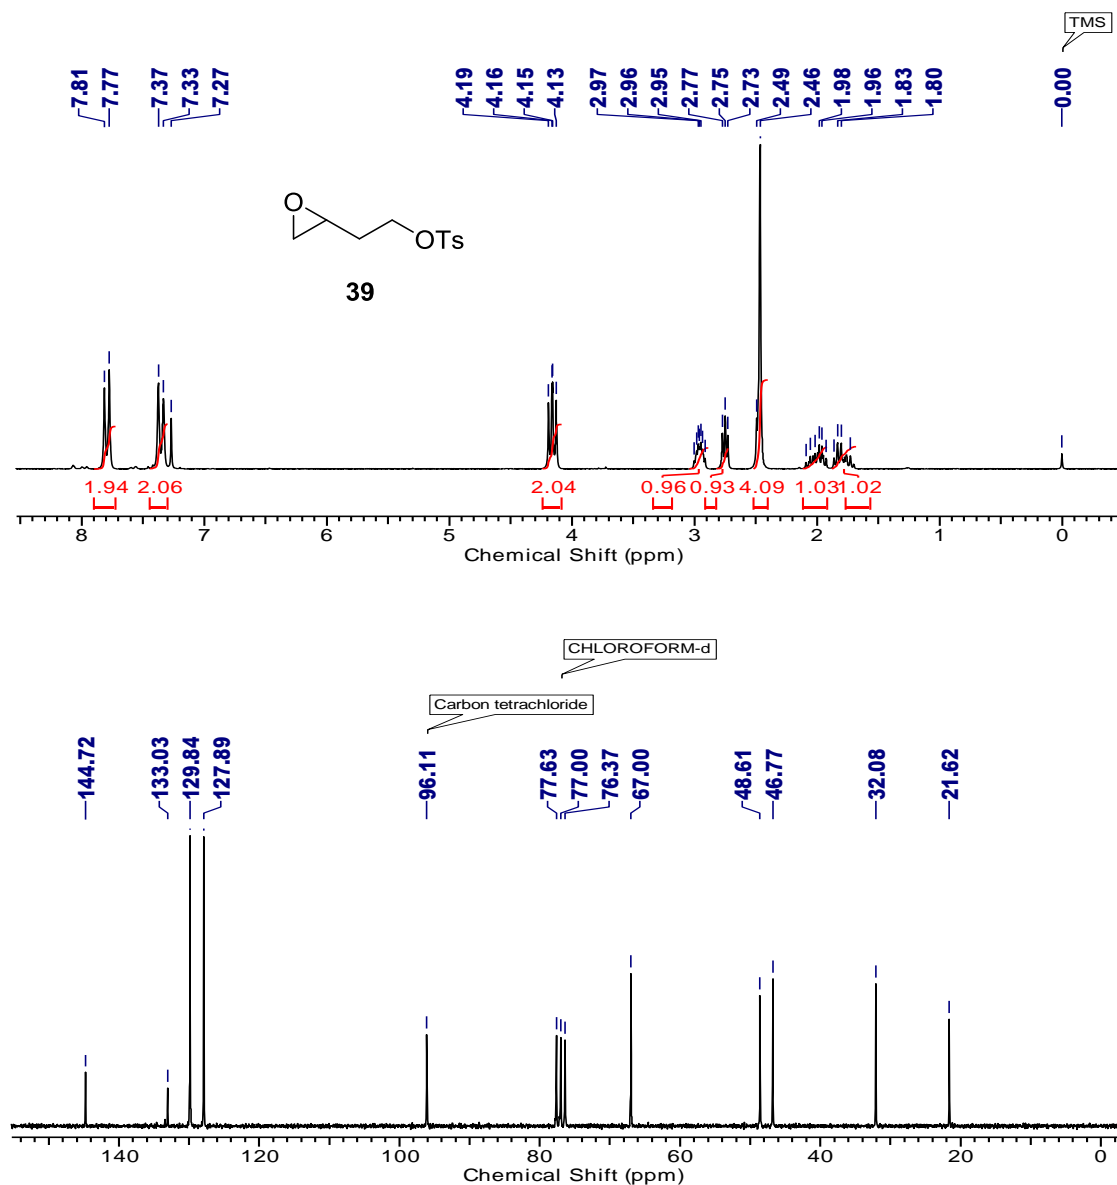 TMS
7.81 7.77 7.37 7.33 7.27 4.19 4.16 4.15 4.13 2.97 2.96 2.95 2.77 2.75 2.73 2.49 2.46 1.98 1.96 1.83 1.80 0.00
O
OTs
39
1.94 2.06 2.04 0.96 0.93 4.09 1.03 1.02
8 7 6 5 4 3 2 1 0
Chemical Shift (ppm)
CHLOROFORM-d
Carbon tetrachloride
144.72 133.03 129.84 127.89 96.11 77.63 77.00 76.37 67.00 48.61 46.77 32.08 21.62
140 120 100 80 60 40 20 0
Chemical Shift (ppm)